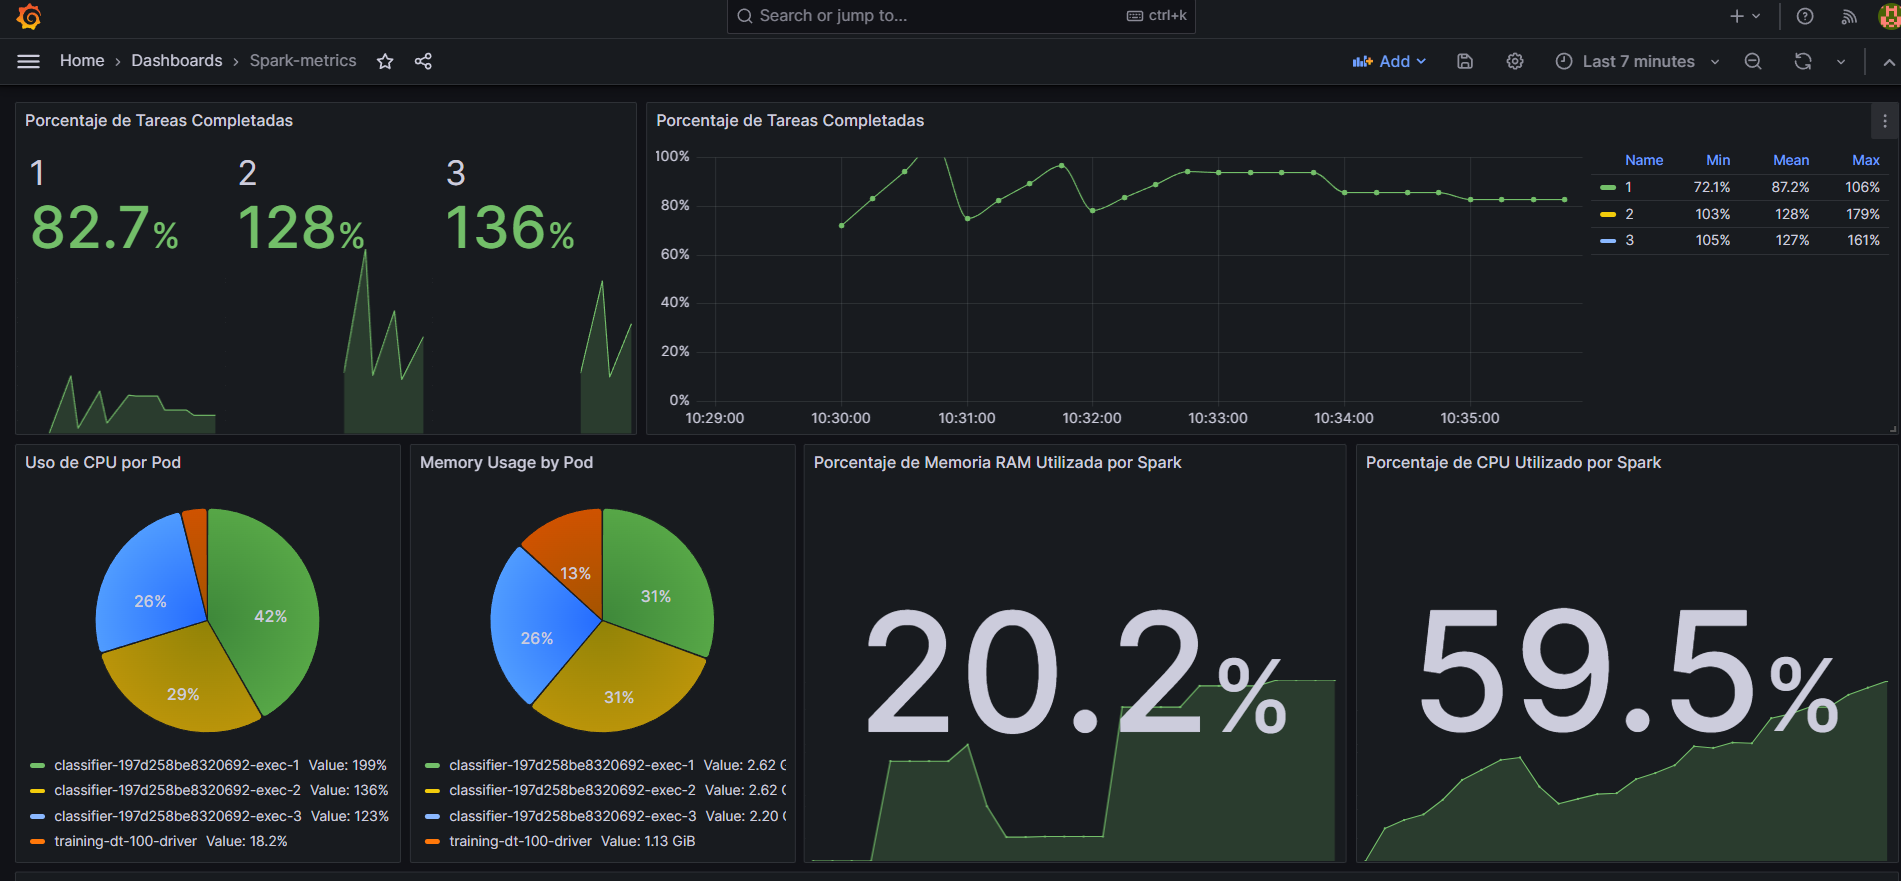 Search or jump to...
ctrl+k
Home › Dashboards › Spark-metrics
Add
Last 7 minutes
Porcentaje de Tareas Completadas
1
82.7%
2
128%
3
136%
Porcentaje de Tareas Completadas
100%
80%
60%
40%
20%
0%
10:29:00 10:30:00 10:31:00 10:32:00 10:33:00 10:34:00 10:35:00
Name Min Mean Max
1 72.1% 87.2% 106%
2 103% 128% 179%
3 105% 127% 161%
Uso de CPU por Pod
42%
26%
29%
classifier-197d258be8320692-exec-1 Value: 199%
classifier-197d258be8320692-exec-2 Value: 136%
classifier-197d258be8320692-exec-3 Value: 123%
training-dt-100-driver Value: 18.2%
Memory Usage by Pod
13%
31%
26%
31%
classifier-197d258be8320692-exec-1 Value: 2.62
classifier-197d258be8320692-exec-2 Value: 2.62
classifier-197d258be8320692-exec-3 Value: 2.20
training-dt-100-driver Value: 1.13 GiB
Porcentaje de Memoria RAM Utilizada por Spark
20.2%
Porcentaje de CPU Utilizado por Spark
59.5%